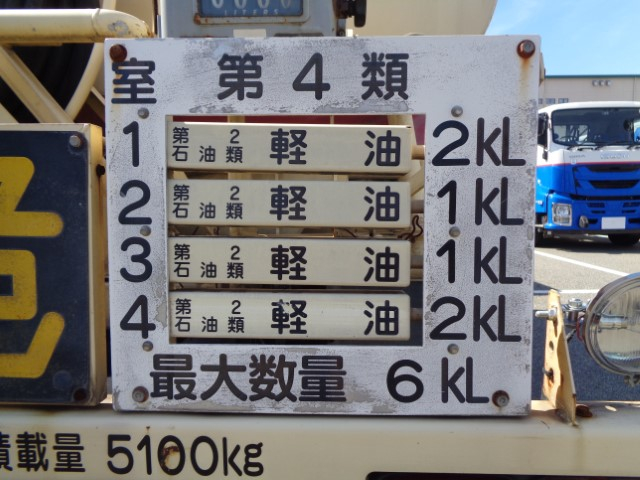 室 第4類
1 第2石油類 軽油 2kL
2 第2石油類 軽油 1kL
3 第2石油類 軽油 1kL
4 第2石油類 軽油 2kL
最大数量 6kL
積載量 5100kg